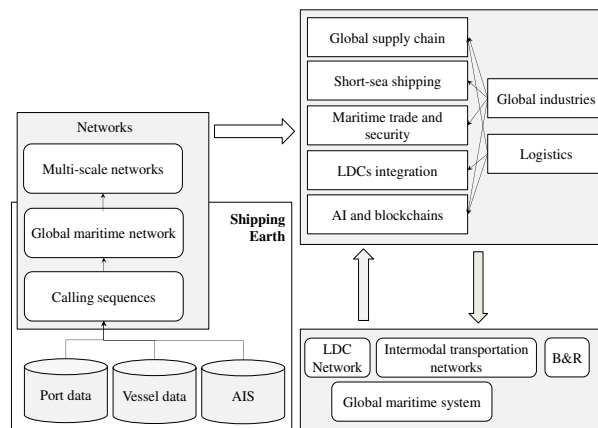 Networks
Multi-scale networks
Global maritime network
Calling sequences
Shipping
Earth
Port data
Vessel data
AIS
Global supply chain
Short-sea shipping
Maritime trade and
security
LDCs integration
AI and blockchains
Global industries
Logistics
LDC
Network
Intermodal transportation
networks
B&R
Global maritime system